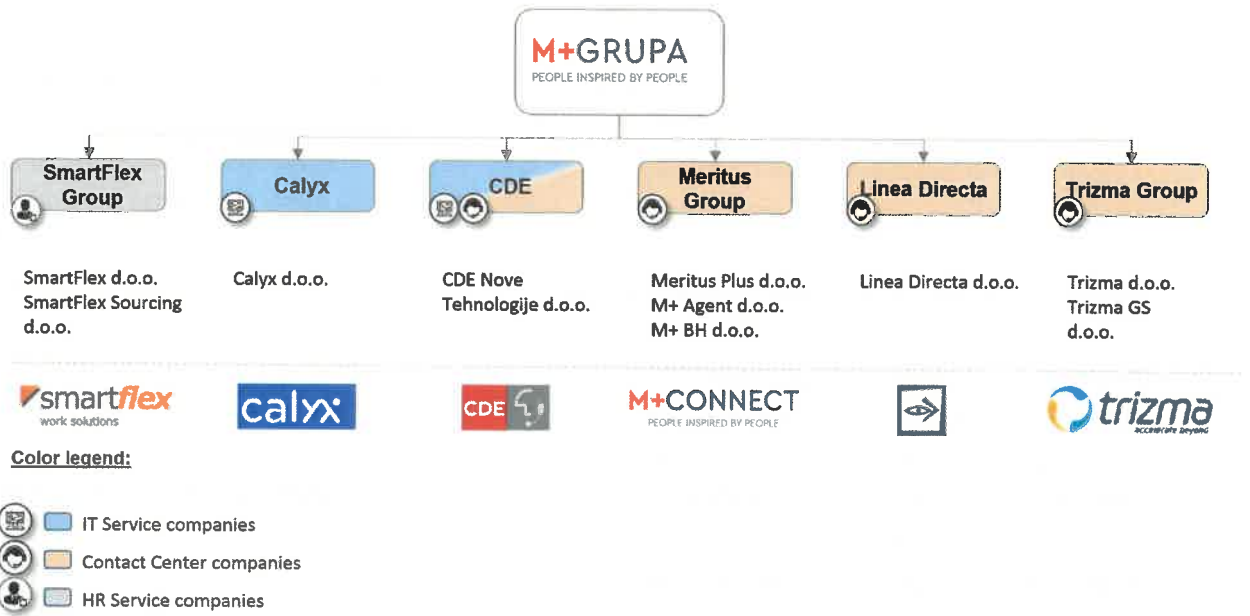 M+GRUPA
PEOPLE INSPIRED BY PEOPLE
SmartFlex
Group
Calyx
CDE
Meritus
Group
Linea Directa
Trizma Group
SmartFlex d.o.o.
SmartFlex Sourcing
d.o.o.
Calyx d.o.o.
CDE Nove
Tehnologije d.o.o.
Meritus Plus d.o.o.
M+ Agent d.o.o.
M+ BH d.o.o.
Linea Directa d.o.o.
Trizma d.o.o.
Trizma GS
d.o.o.
smartflex
work solutions
calyx
CDE
M+CONNECT
PEOPLE INSPIRED BY PEOPLE
trizma
accelerate beyond
Color legend:
IT Service companies
Contact Center companies
HR Service companies